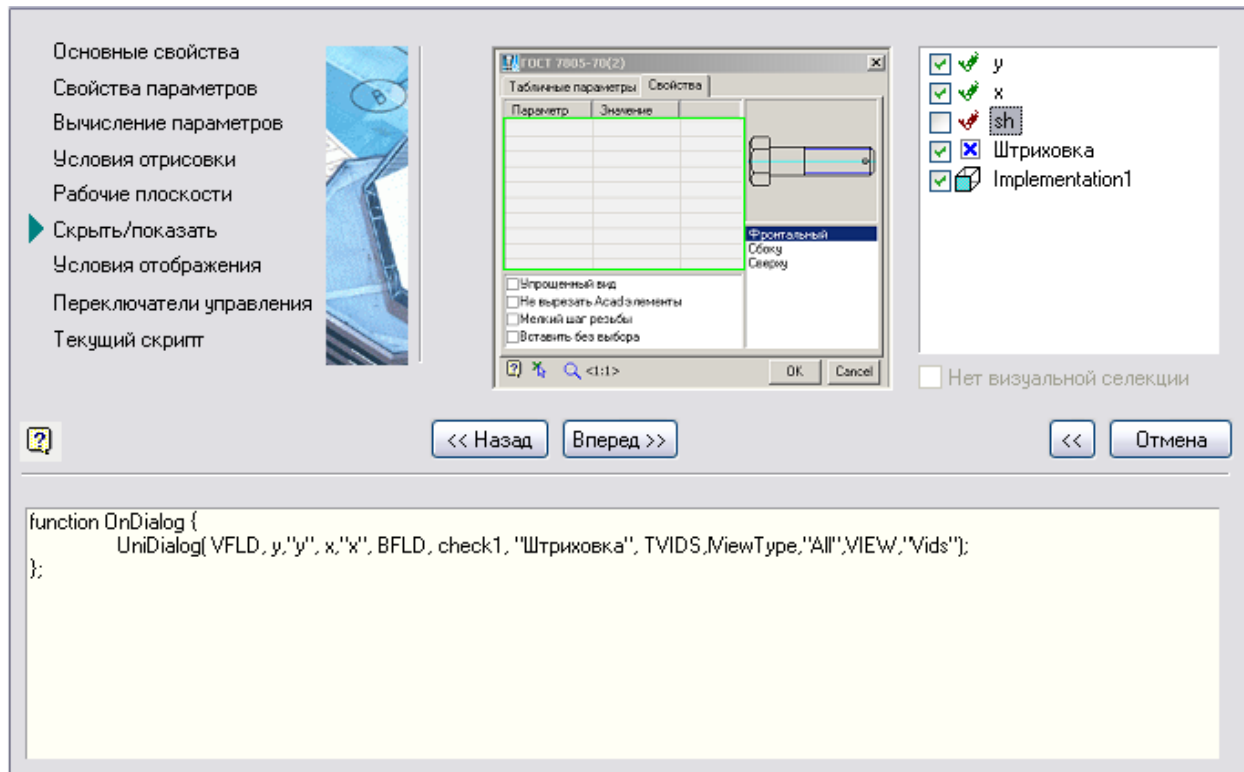 Основные свойства
Свойства параметров
Вычисление параметров
Условия отрисовки
Рабочие плоскости
Скрыть/показать
Условия отображения
Переключатели управления
Текущий скрипт
ГОСТ 7805-70(2)
Табличные параметры Свойства
Параметр Значение
Фронтальный
Сбоку
Сверху
Упрощенный вид
Не вырезать Acad элементы
Мелкий шаг резьбы
Вставить без выбора
<1:1> OK Cancel
y
x
sh
Штриховка
Implementation1
Нет визуальной селекции
<< Назад Вперед >> << Отмена
function OnDialog {
UniDialog( VFLD, y,"y", x,"x", BFLD, check1, "Штриховка", TVIDS,iViewType,"All",VIEW,"Vids");
};